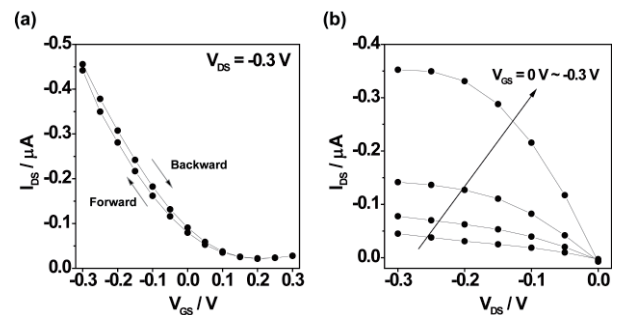 (a)
-0.5
-0.4
-0.3
-0.2
-0.1
0.0
I_DS / μA
V_DS = -0.3 V
Backward
Forward
-0.3 -0.2 -0.1 0.0 0.1 0.2 0.3
V_GS / V
(b)
-0.4
-0.3
-0.2
-0.1
0.0
I_DS / μA
V_GS = 0 V ~ -0.3 V
-0.3 -0.2 -0.1 0.0
V_DS / V